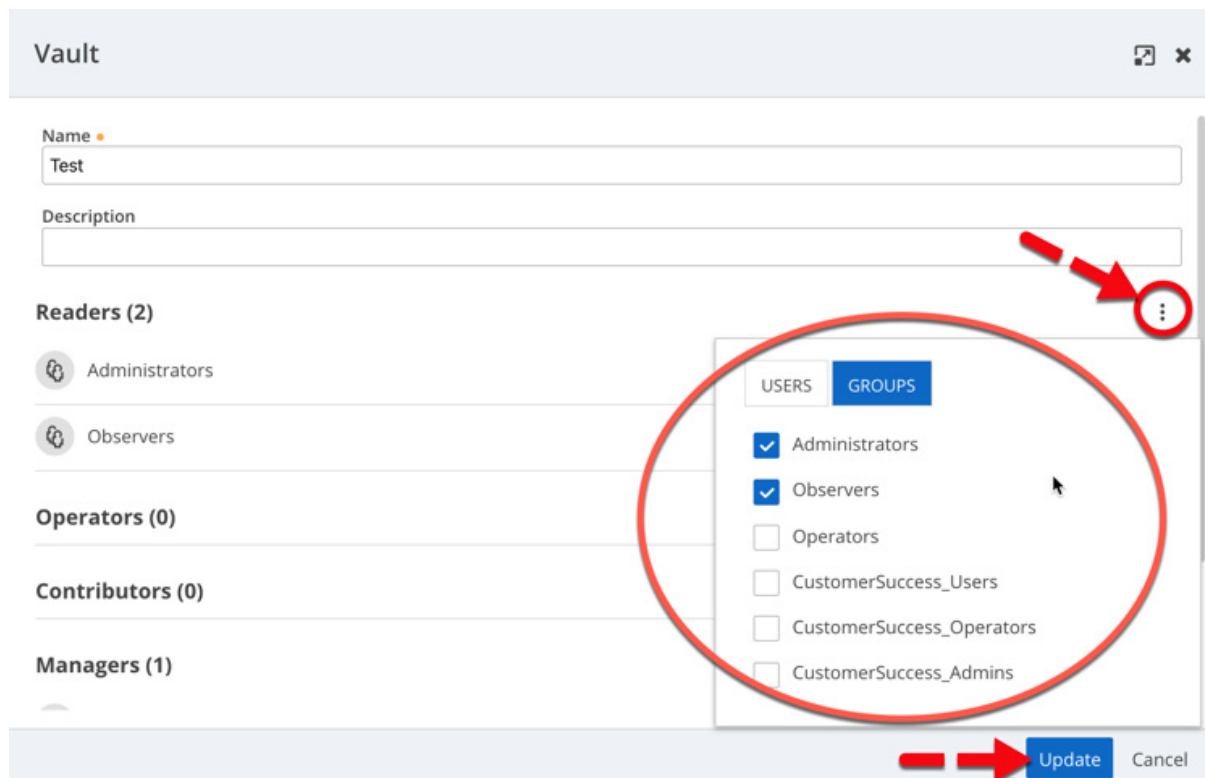 Vault
Name
Test
Description
Readers (2)
Administrators
Observers
Operators (0)
Contributors (0)
Managers (1)
USERS
GROUPS
Administrators
Observers
Operators
CustomerSuccess_Users
CustomerSuccess_Operators
CustomerSuccess_Admins
Update
Cancel